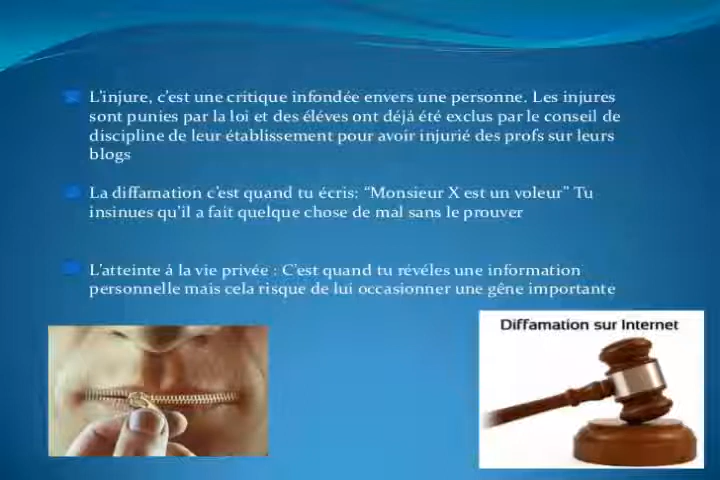 L'injure, c'est une critique infondée envers une personne. Les injures
sont punies par la loi et des éléves ont déjá été exclus par le conseil de
discipline de leur établissement pour avoir injurié des profs sur leurs
blogs
La diffamation c'est quand tu écris: “Monsieur X est un voleur” Tu
insinues qu'il a fait quelque chose de mal sans le prouver
L'atteinte á la vie privée : C'est quand tu révéles une information
personnelle mais cela risque de lui occasionner une gêne importante
Diffamation sur Internet